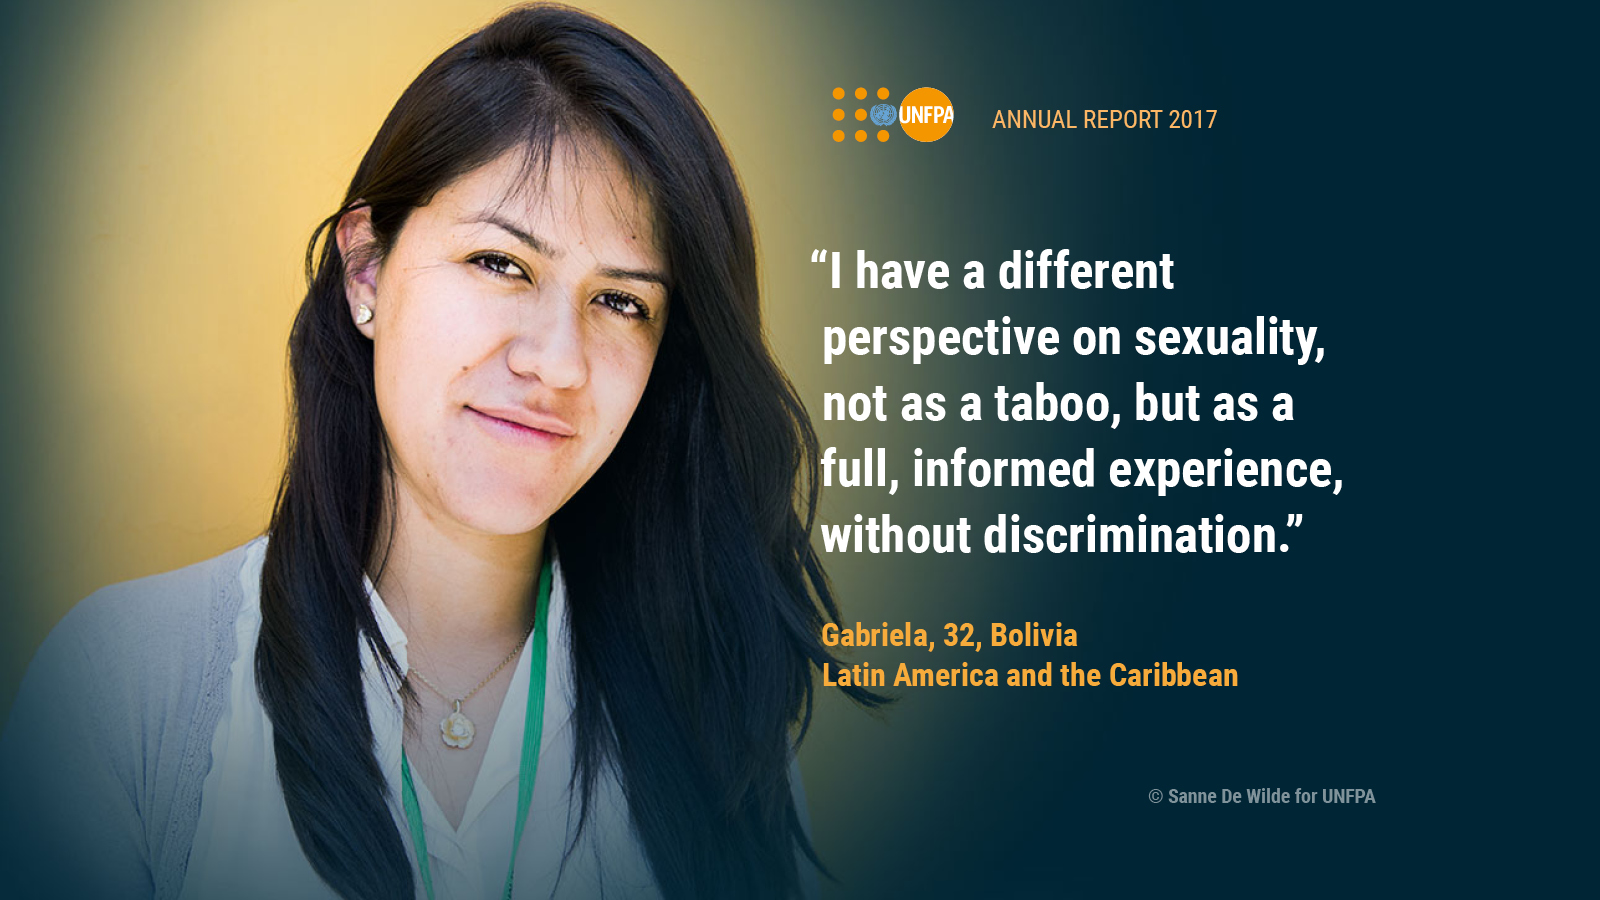 UNFPA
ANNUAL REPORT 2017
“I have a different
perspective on sexuality,
not as a taboo, but as a
full, informed experience,
without discrimination.”
Gabriela, 32, Bolivia
Latin America and the Caribbean
© Sanne De Wilde for UNFPA